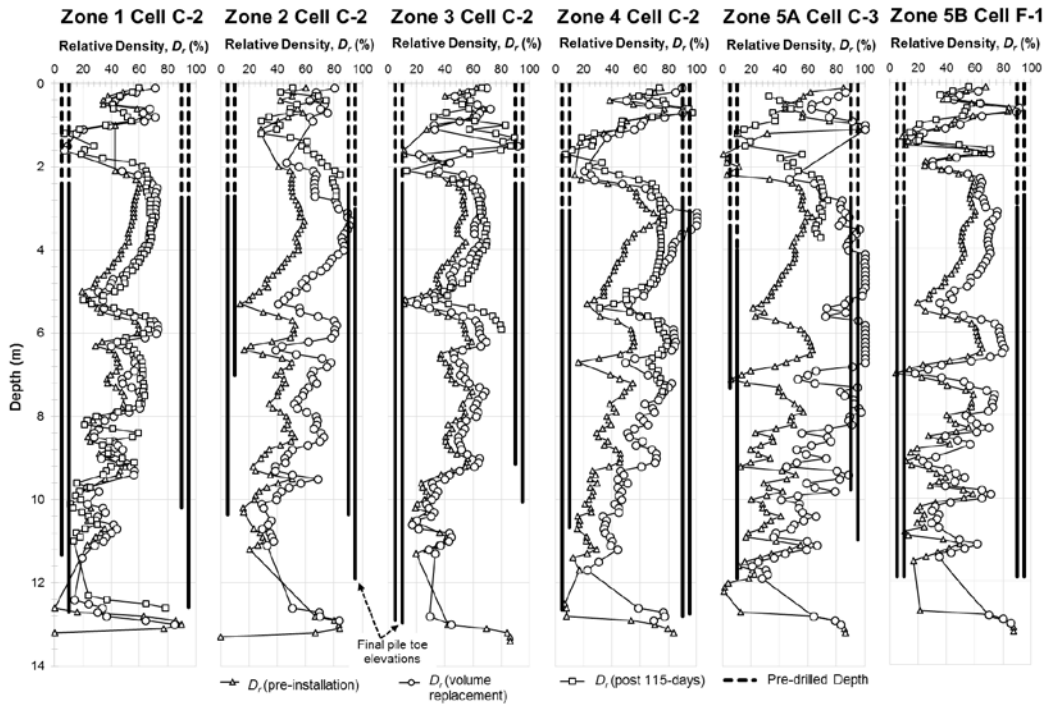 Zone 1 Cell C-2 Zone 2 Cell C-2 Zone 3 Cell C-2 Zone 4 Cell C-2 Zone 5A Cell C-3 Zone 5B Cell F-1
Relative Density, Dr (%) Relative Density, Dr (%) Relative Density, Dr (%) Relative Density, Dr (%) Relative Density, Dr (%) Relative Density, Dr (%)
0 20 40 60 80 100 0 20 40 60 80 100 0 20 40 60 80 100 0 20 40 60 80 100 0 20 40 60 80 100 0 20 40 60 80 100
0
2
4
6
8
10
12
14
Depth (m)
Final pile toe
elevations
Dr (pre-installation)
Dr (volume
replacement)
Dr (post 115-days)
Pre-drilled Depth